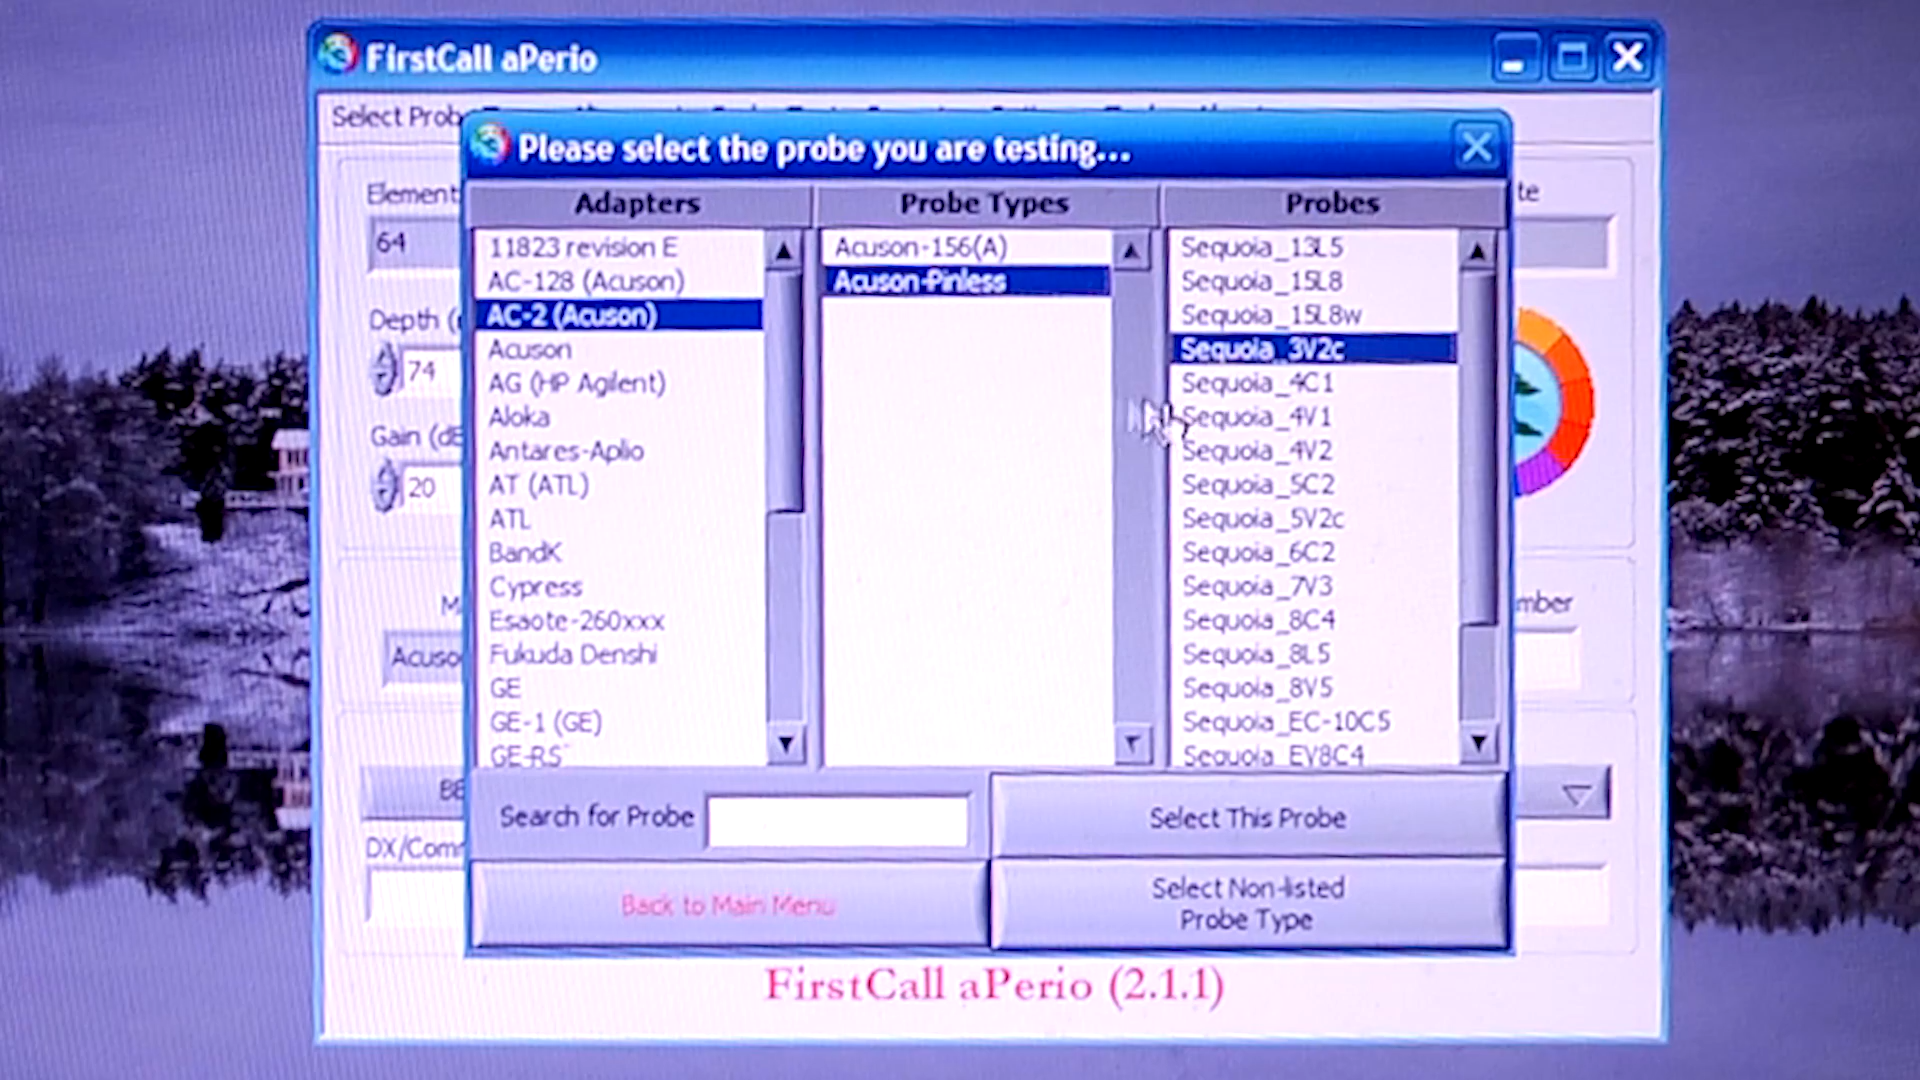 FirstCall aPerio
Select Prob
Please select the probe you are testing...
Adapters
Probe Types
Probes
11823 revision E
AC-128 (Acuson)
AC-2 (Acuson)
Acuson
AG (HP Agilent)
Aloka
Antares-Aplio
AT (ATL)
ATL
BandK
Cypress
Esaote-260xxx
Fukuda Denshi
GE
GE-1 (GE)
GE-RS
Acuson-156(A)
Acuson-Pinless
Sequoia_13L5
Sequoia_15L8
Sequoia_15L8w
Sequoia_3V2c
Sequoia_4C1
Sequoia_4V1
Sequoia_4V2
Sequoia_5C2
Sequoia_5V2c
Sequoia_6C2
Sequoia_7V3
Sequoia_8C4
Sequoia_8L5
Sequoia_8V5
Sequoia_EC-10C5
Sequoia_EV8C4
Search for Probe
Select This Probe
Back to Main Menu
Select Non-listed
Probe Type
Element
64
Depth (
74
Gain (dB
20
M
Acuso
BE
DX/Comm
te
mber
FirstCall aPerio (2.1.1)